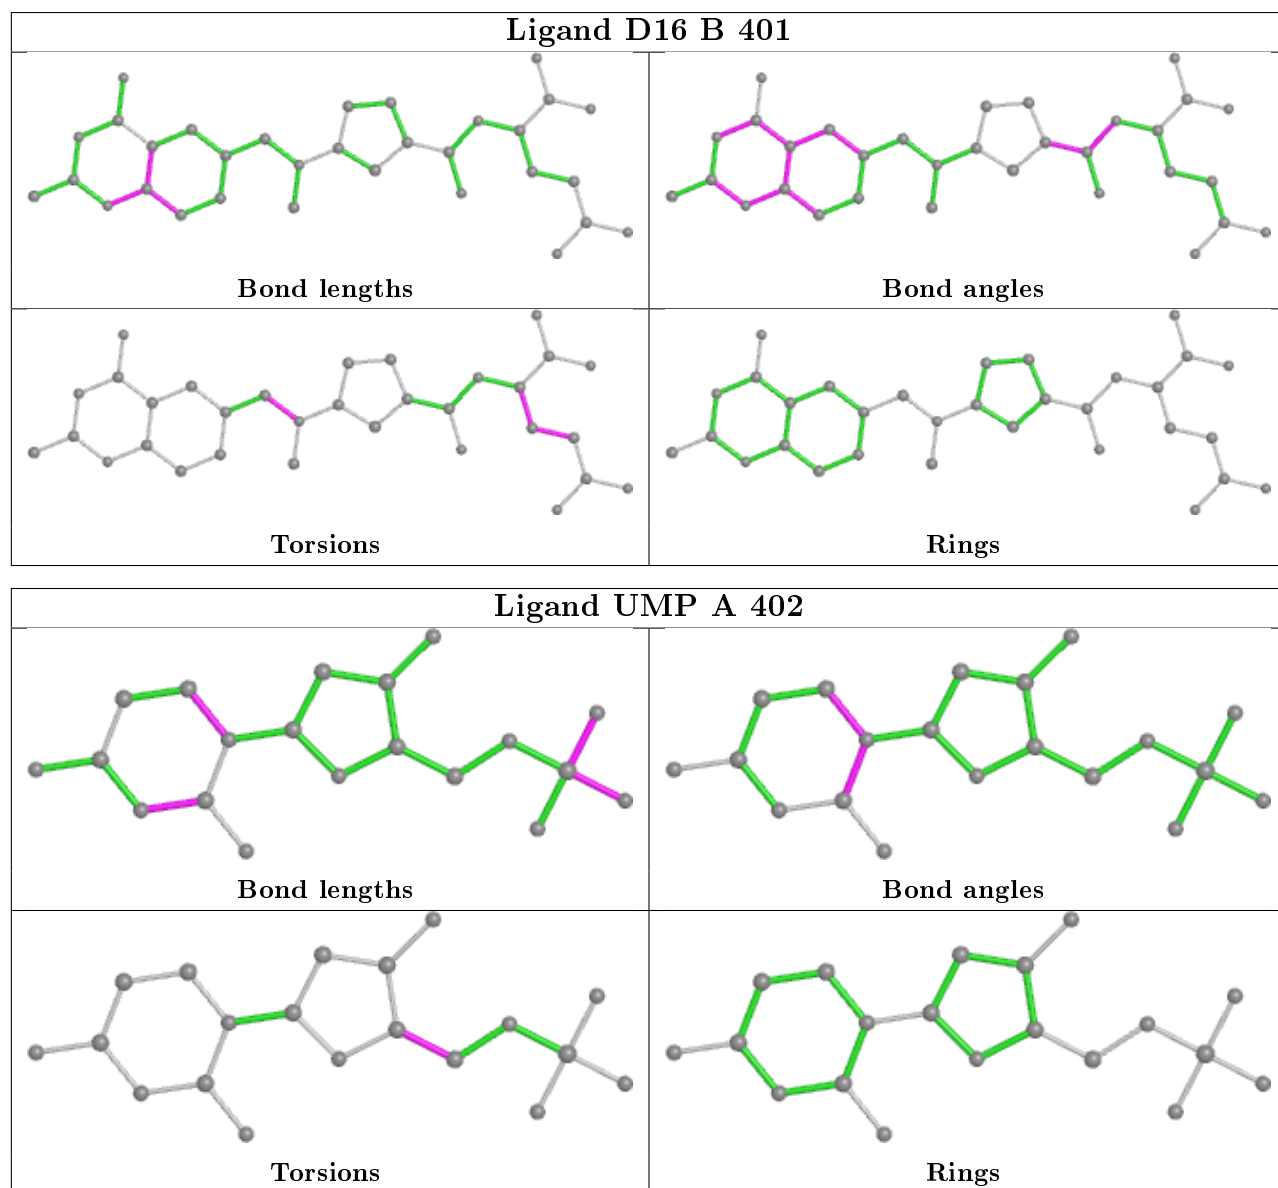 Ligand D16 B 401
Bond lengths
Bond angles
Torsions
Rings
Ligand UMP A 402
Bond lengths
Bond angles
Torsions
Rings